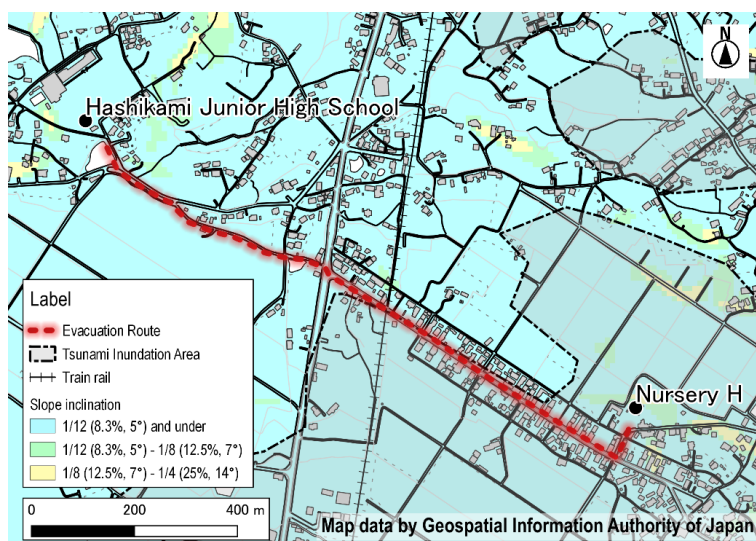 N
Hashikami Junior High School
Label
Evacuation Route
Tsunami Inundation Area
Train rail
Slope inclination
1/12 (8.3%, 5°) and under
1/12 (8.3%, 5°) - 1/8 (12.5%, 7°)
1/8 (12.5%, 7°) - 1/4 (25%, 14°)
Nursery H
0 200 400 m
Map data by Geospatial Information Authority of Japan